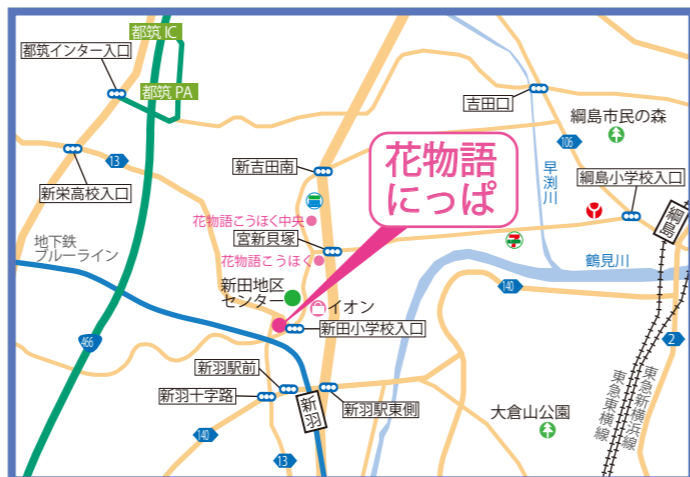 都筑IC
都筑インター入口
都筑PA
吉田口
綱島市民の森
106
13
新吉田南
花物語
にっぱ
早渕川
綱島小学校入口
新栄高校入口
花物語こうほく中央
綱島
地下鉄
ブルーライン
宮新貝塚
花物語こうほく
鶴見川
新田地区
センター
イオン
140
新田小学校入口
466
2
新羽駅前
新羽十字路
新羽
新羽駅東側
大倉山公園
東急新横浜線
東急東横線
140
13